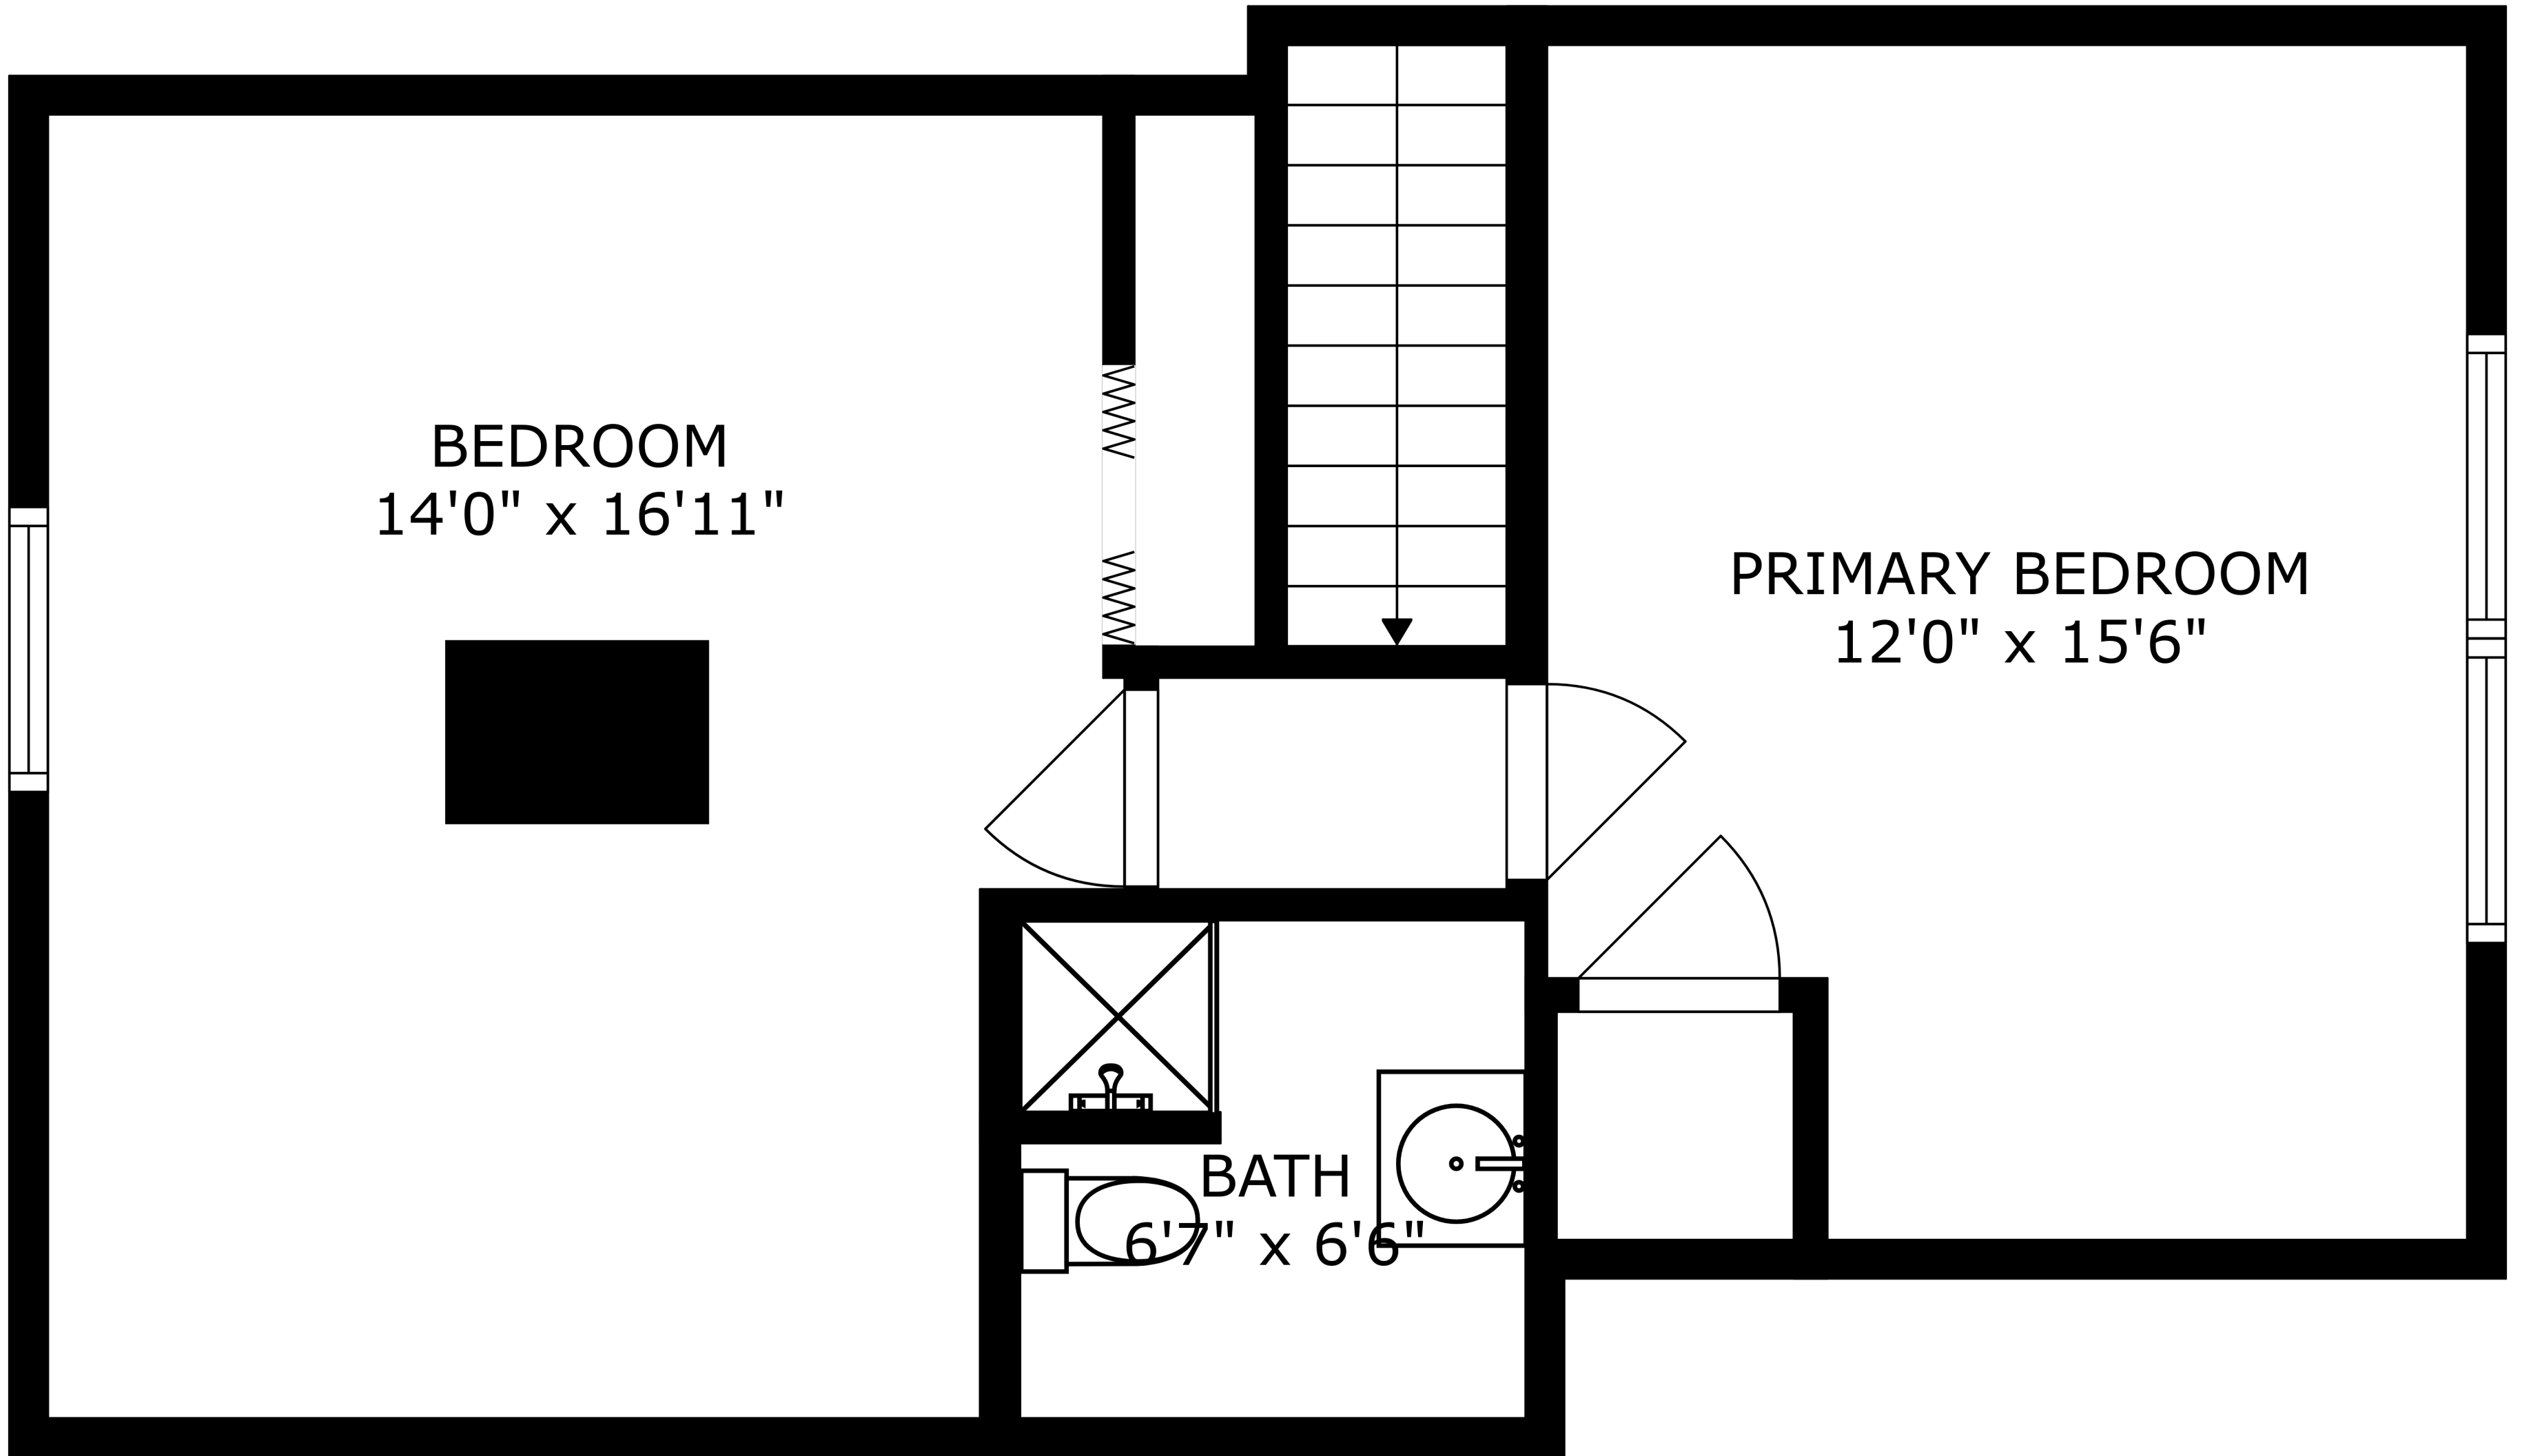 BEDROOM
14'0" x 16'11"
PRIMARY BEDROOM
12'0" x 15'6"
BATH
6'7" x 6'6"